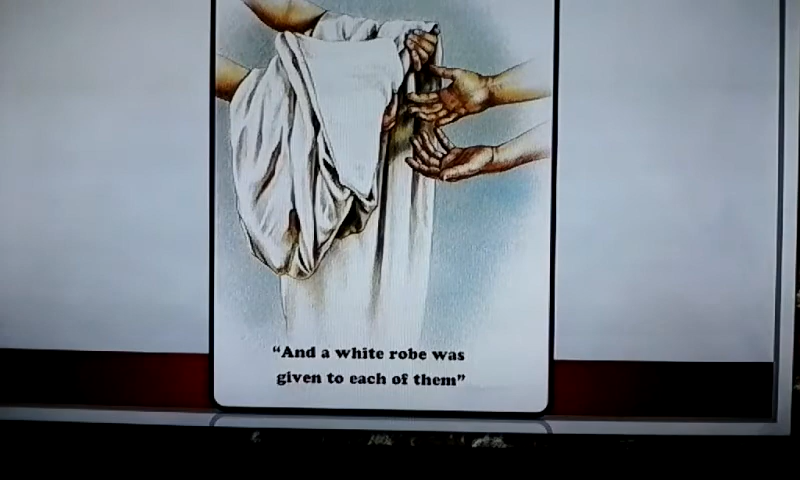 “And a white robe was
given to each of them”